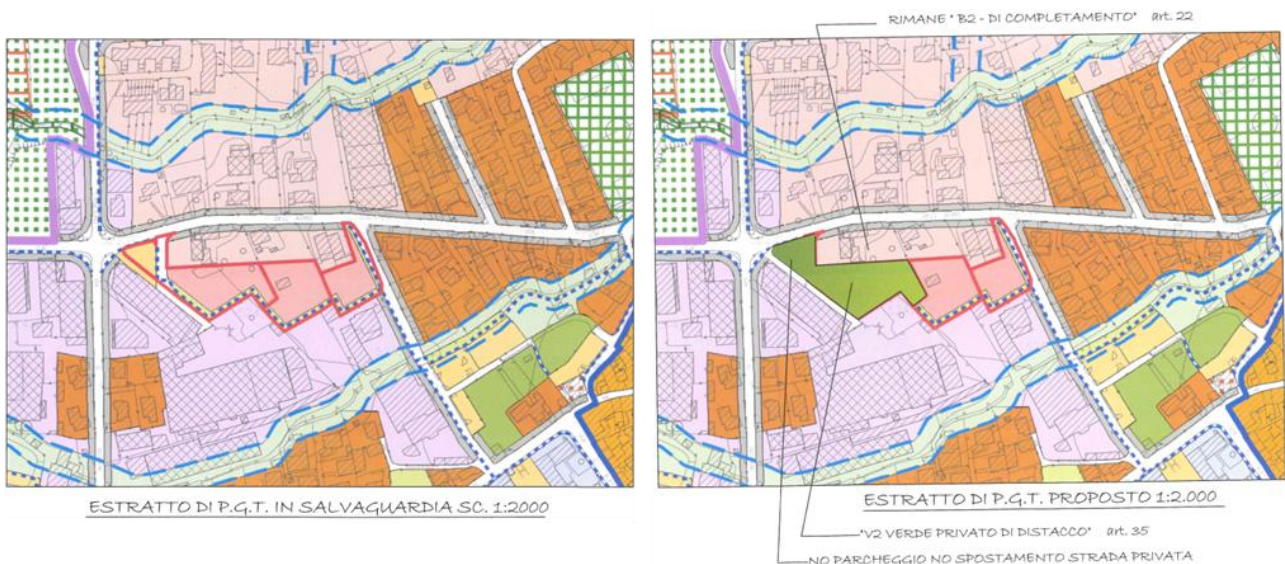 RIMANE "B2 - DI COMPLETAMENTO" art. 22
ESTRATTO DI P.G.T. IN SALVAGUARDIA SC. 1:2000
ESTRATTO DI P.G.T. PROPOSTO 1:2.000
"V2 VERDE PRIVATO DI DISTACCO" art. 35
NO PARCHEGGIO NO SPOSTAMENTO STRADA PRIVATA